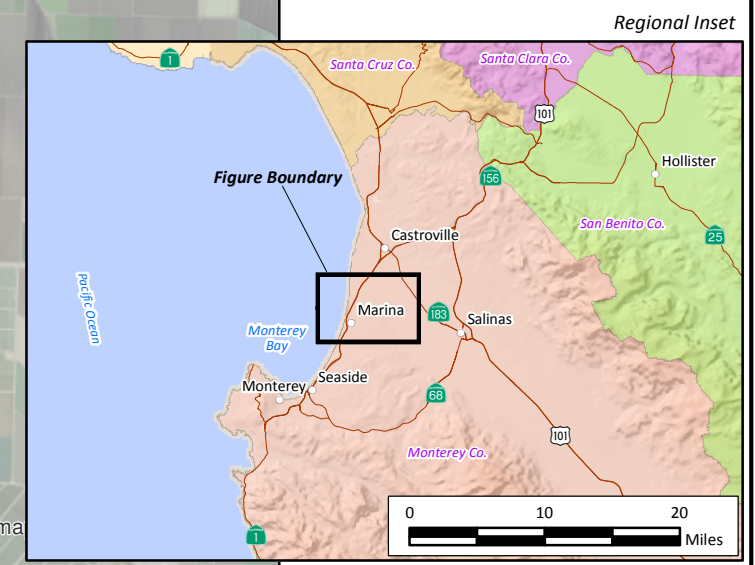 Regional Inset
1
Santa Cruz Co.
Santa Clara Co.
101
Hollister
Figure Boundary
156
San Benito Co.
25
Castroville
Pacific Ocean
Marina
183
Salinas
Monterey
Bay
Seaside
Monterey
68
101
Monterey Co.
0 10 20
Miles
1